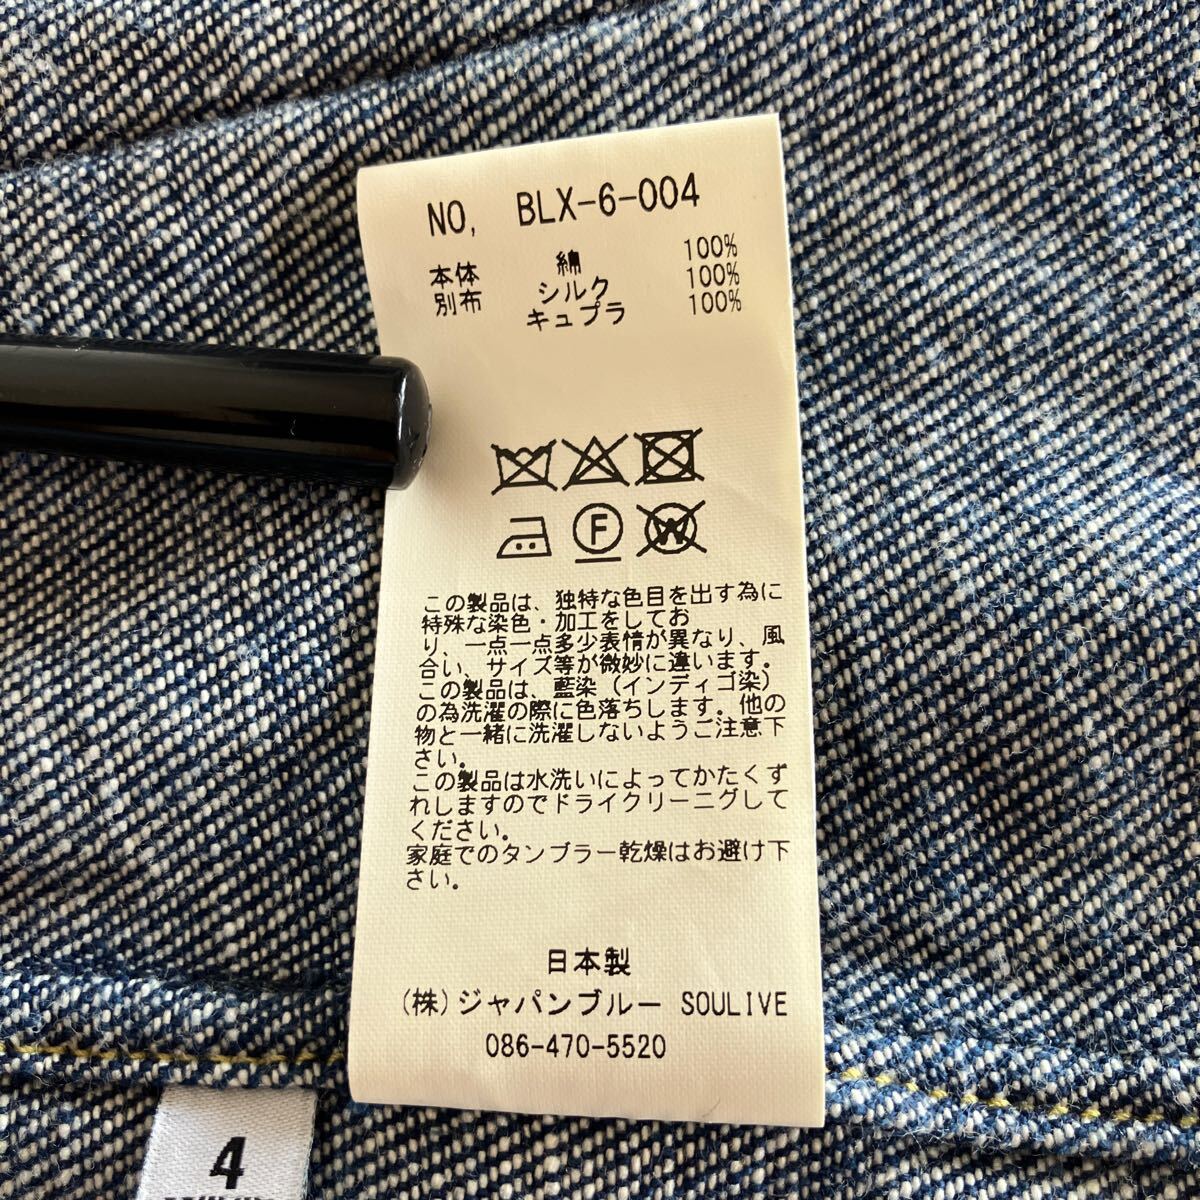 NO, BLX-6-004
本体 綿 100%
別布 シルク 100%
キュプラ 100%
F
W
この製品は、独特な色目を出す為に
特殊な染色・加工をしてお
り、一点一点多少表情が異なり、風
合い、サイズ等が微妙に違います。
この製品は、藍染（インディゴ染）
の為洗濯の際に色落ちします。他の
物と一緒に洗濯しないようご注意下
さい。
この製品は水洗いによってかたくず
れしますのでドライクリーニングして
ください。
家庭でのタンブラー乾燥はお避け下
さい。
日本製
(株)ジャパンブルー SOULIVE
086-470-5520
4